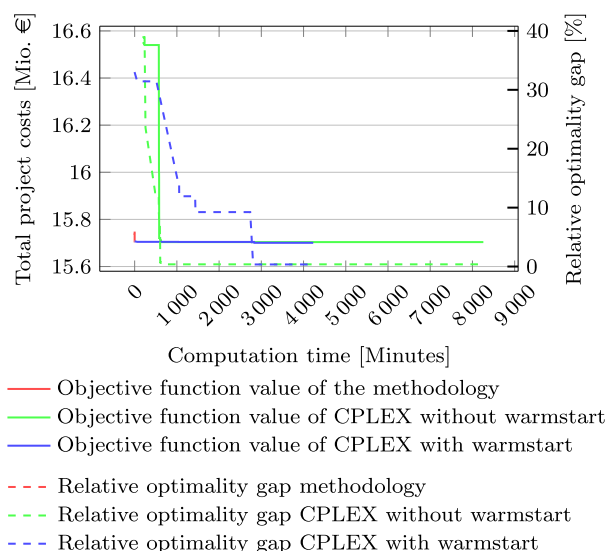 Total project costs [Mio. €]
16.6
16.4
16.2
16
15.8
15.6
40
30
20
10
0
Relative optimality gap [%]
0
1 000
2 000
3 000
4 000
5 000
6 000
7 000
8 000
9 000
Computation time [Minutes]
Objective function value of the methodology
Objective function value of CPLEX without warmstart
Objective function value of CPLEX with warmstart
Relative optimality gap methodology
Relative optimality gap CPLEX without warmstart
Relative optimality gap CPLEX with warmstart